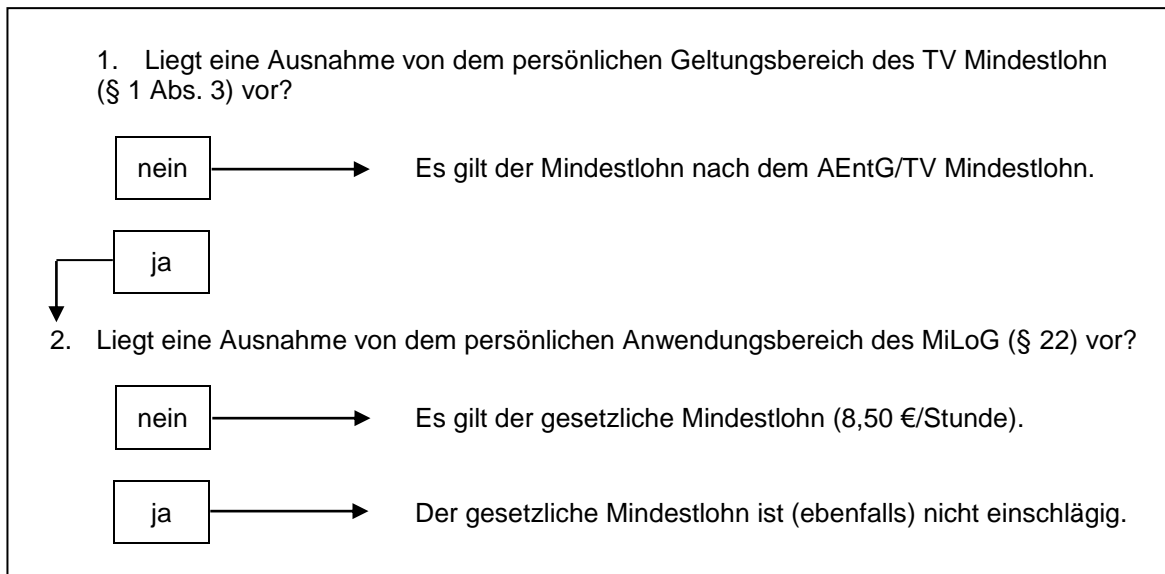 1. Liegt eine Ausnahme von dem persönlichen Geltungsbereich des TV Mindestlohn
(§ 1 Abs. 3) vor?
nein Es gilt der Mindestlohn nach dem AEntG/TV Mindestlohn.
ja
2. Liegt eine Ausnahme von dem persönlichen Anwendungsbereich des MiLoG (§ 22) vor?
nein Es gilt der gesetzliche Mindestlohn (8,50 €/Stunde).
ja Der gesetzliche Mindestlohn ist (ebenfalls) nicht einschlägig.